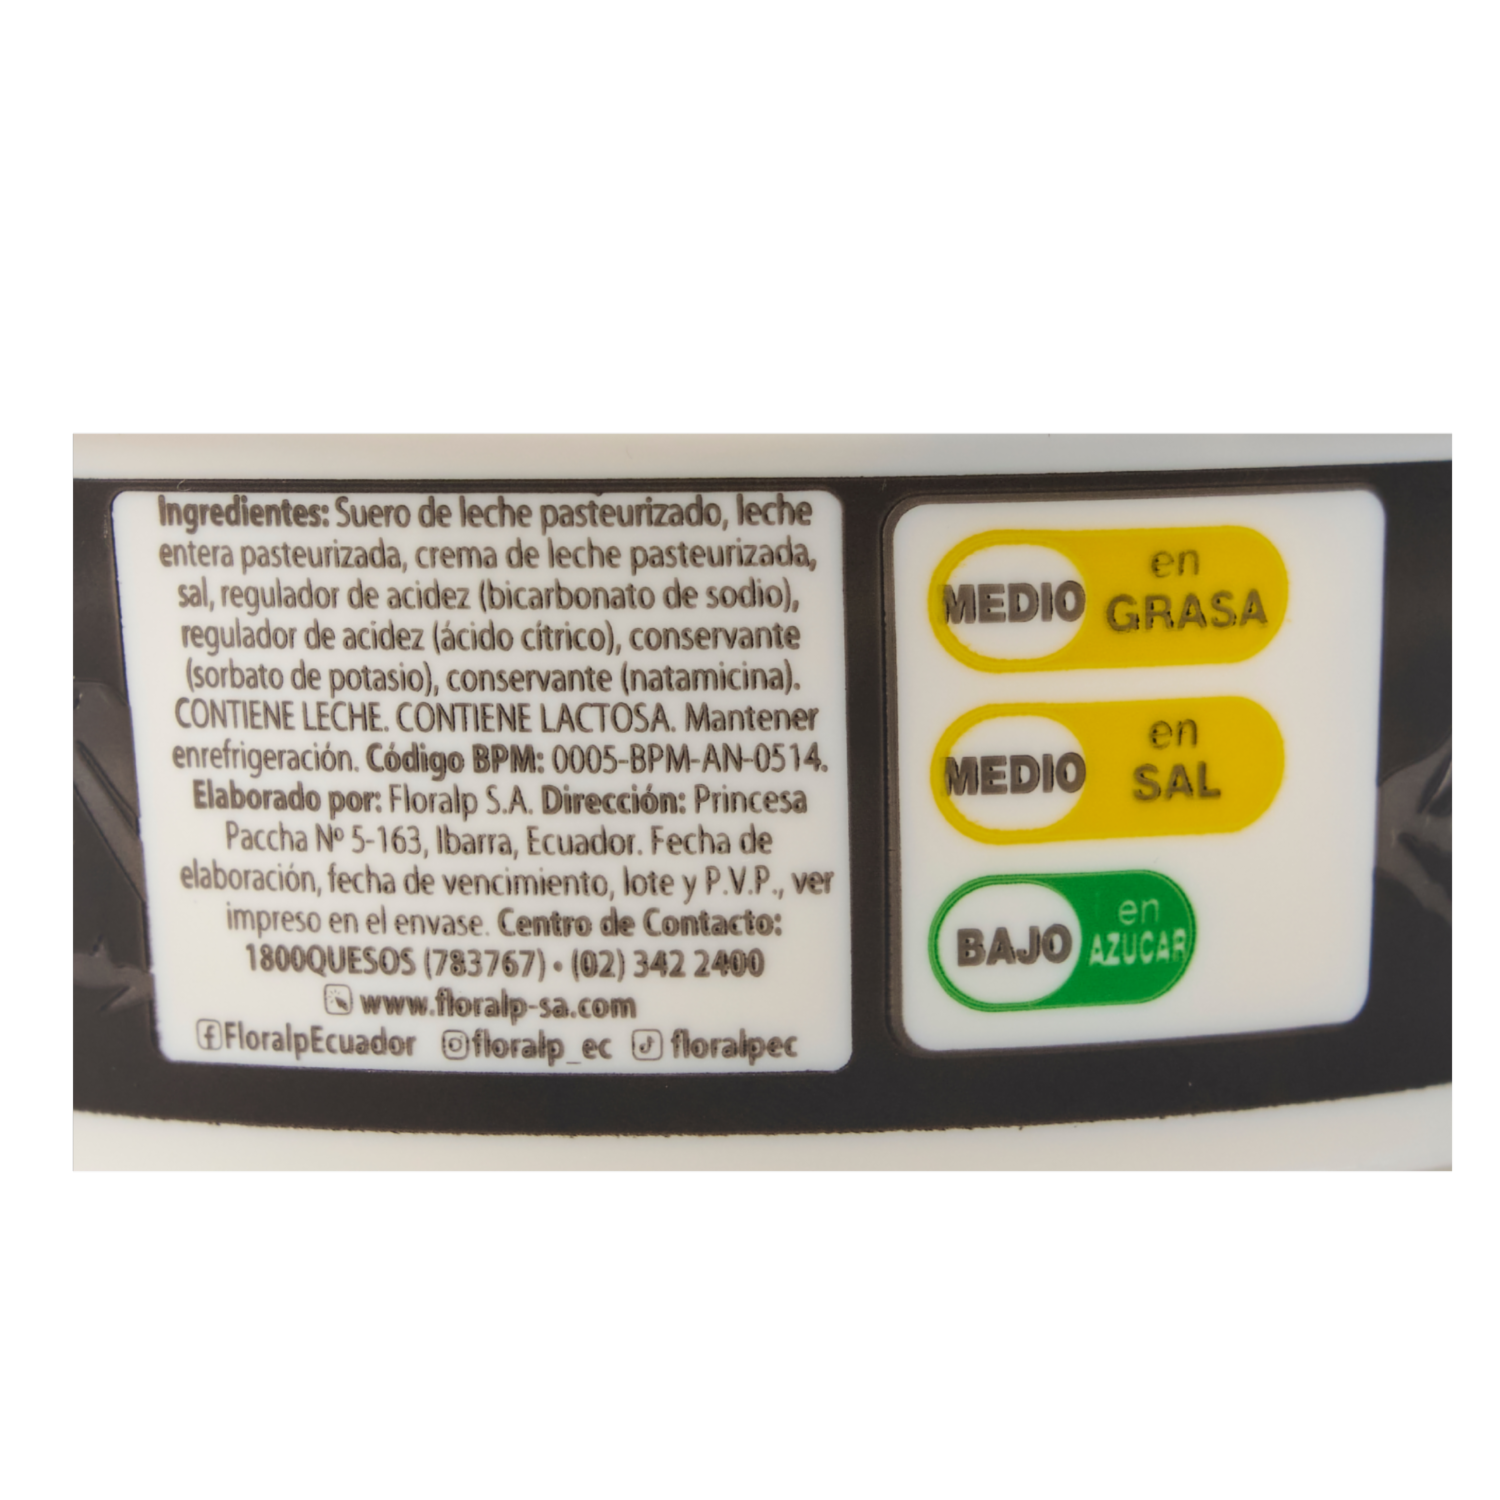 Ingredientes: Suero de leche pasteurizado, leche
entera pasteurizada, crema de leche pasteurizada,
sal, regulador de acidez (bicarbonato de sodio),
regulador de acidez (ácido cítrico), conservante
(sorbato de potasio), conservante (natamicina).
CONTIENE LECHE. CONTIENE LACTOSA. Mantener
enrefrigeración. Código BPM: 0005-BPM-AN-0514.
Elaborado por: Floralp S.A. Dirección: Princesa
Paccha Nº 5-163, Ibarra, Ecuador. Fecha de
elaboración, fecha de vencimiento, lote y P.V.P., ver
impreso en el envase. Centro de Contacto:
1800QUESOS (783767) • (02) 342 2400
www.floralp-sa.com
FloralpEcuador floralp_ec floralpec
MEDIO en GRASA
MEDIO en SAL
BAJO en AZUCAR